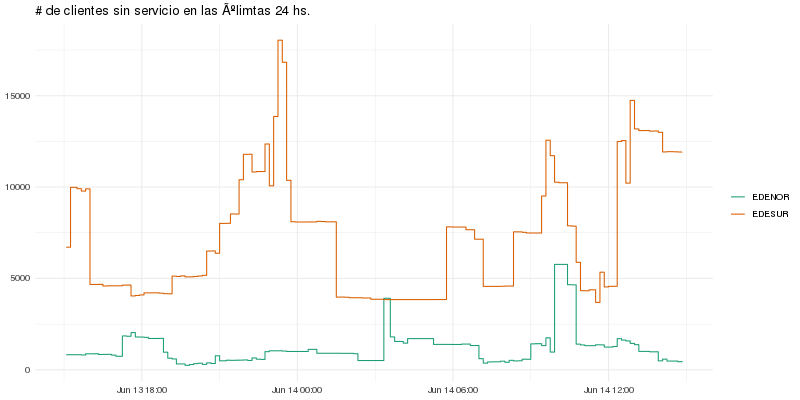 # de clientes sin servicio en las Ãºlimtas 24 hs.
15000
10000
5000
0
Jun 13 18:00
Jun 14 00:00
Jun 14 06:00
Jun 14 12:00
EDENOR
EDESUR